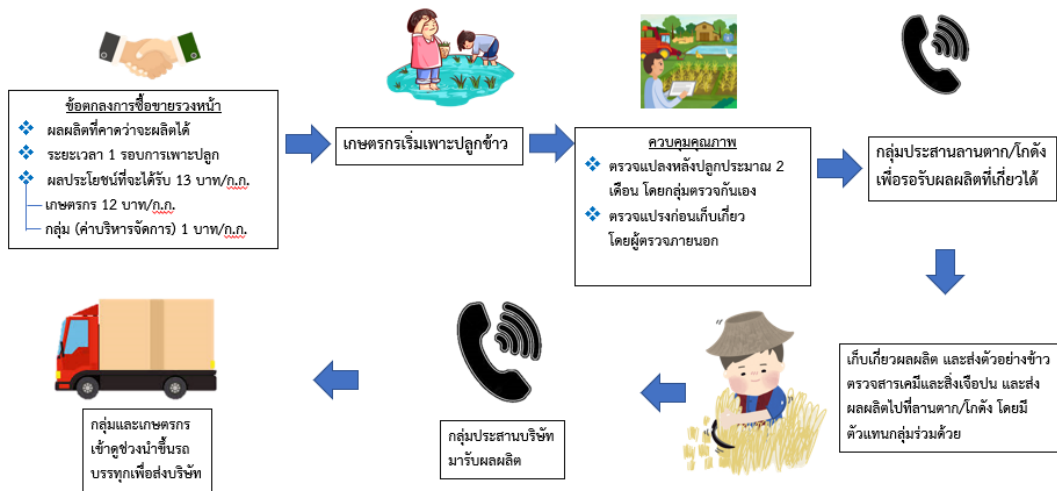 ข้อตกลงการซื้อขายรวงหน้า
ผลผลิตที่คาดว่าจะผลิตได้
ระยะเวลา 1 รอบการเพาะปลูก
ผลประโยชน์ที่จะได้รับ 13 บาท/ก.ก.
เกษตรกร 12 บาท/ก.ก.
กลุ่ม (ค่าบริหารจัดการ) 1 บาท/ก.ก.
เกษตรกรเริ่มเพาะปลูกข้าว
ควบคุมคุณภาพ
ตรวจแปลงหลังปลูกประมาณ 2
เดือน โดยกลุ่มตรวจกันเอง
ตรวจแปรงก่อนเก็บเกี่ยว
โดยผู้ตรวจภายนอก
กลุ่มประสานลานตาก/โกดัง
เพื่อรอรับผลผลิตที่เกี่ยวได้
เก็บเกี่ยวผลผลิต และส่งตัวอย่างข้าว
ตรวจสารเคมีและสิ่งเจือปน และส่ง
ผลผลิตไปที่ลานตาก/โกดัง โดยมี
ตัวแทนกลุ่มร่วมด้วย
กลุ่มประสานบริษัท
มารับผลผลิต
กลุ่มและเกษตรกร
เข้าดูช่วงนำขึ้นรถ
บรรทุกเพื่อส่งบริษัท